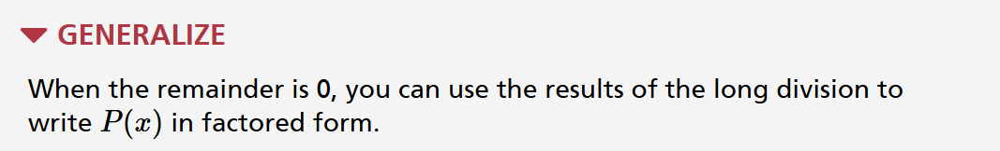 GENERALIZE
When the remainder is 0, you can use the results of the long division to
write P(x) in factored form.